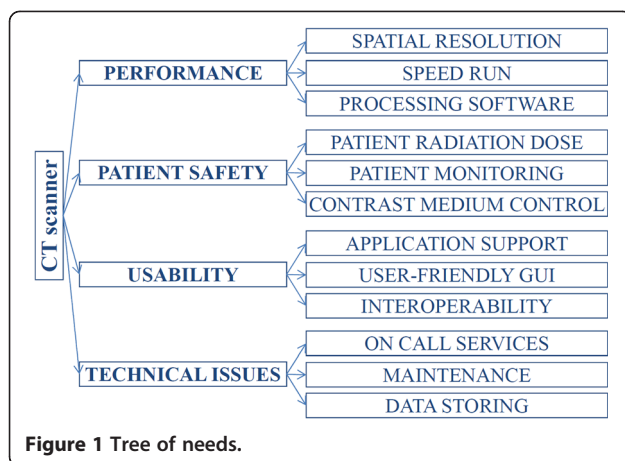 CT scanner
PERFORMANCE
SPATIAL RESOLUTION
SPEED RUN
PROCESSING SOFTWARE
PATIENT SAFETY
PATIENT RADIATION DOSE
PATIENT MONITORING
CONTRAST MEDIUM CONTROL
USABILITY
APPLICATION SUPPORT
USER-FRIENDLY GUI
INTEROPERABILITY
TECHNICAL ISSUES
ON CALL SERVICES
MAINTENANCE
DATA STORING
Figure 1 Tree of needs.